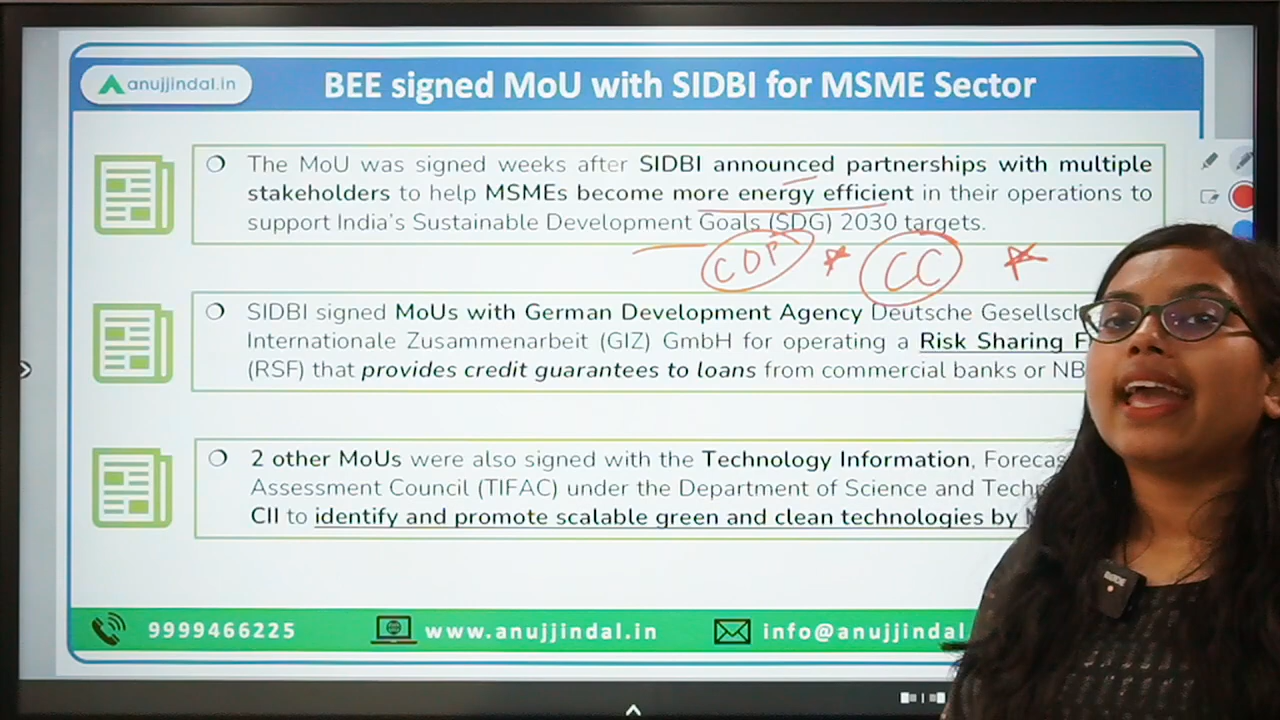 anujjindal.in
BEE signed MoU with SIDBI for MSME Sector
The MoU was signed weeks after SIDBI announced partnerships with multiple
stakeholders to help MSMEs become more energy efficient in their operations to
support India's Sustainable Development Goals (SDG) 2030 targets.
COP CC
SIDBI signed MoUs with German Development Agency Deutsche
Internationale Zusammenarbeit (GIZ) GmbH for operating a Risk Sharing
(RSF) that provides credit guarantees to loans from commercial banks or
2 other MoUs were also signed with the Technology Information,
Assessment Council (TIFAC) under the Department of Science and
CII to identify and promote scalable green and clean technologies by
9999466225 www.anujjindal.in info@anujjindal.